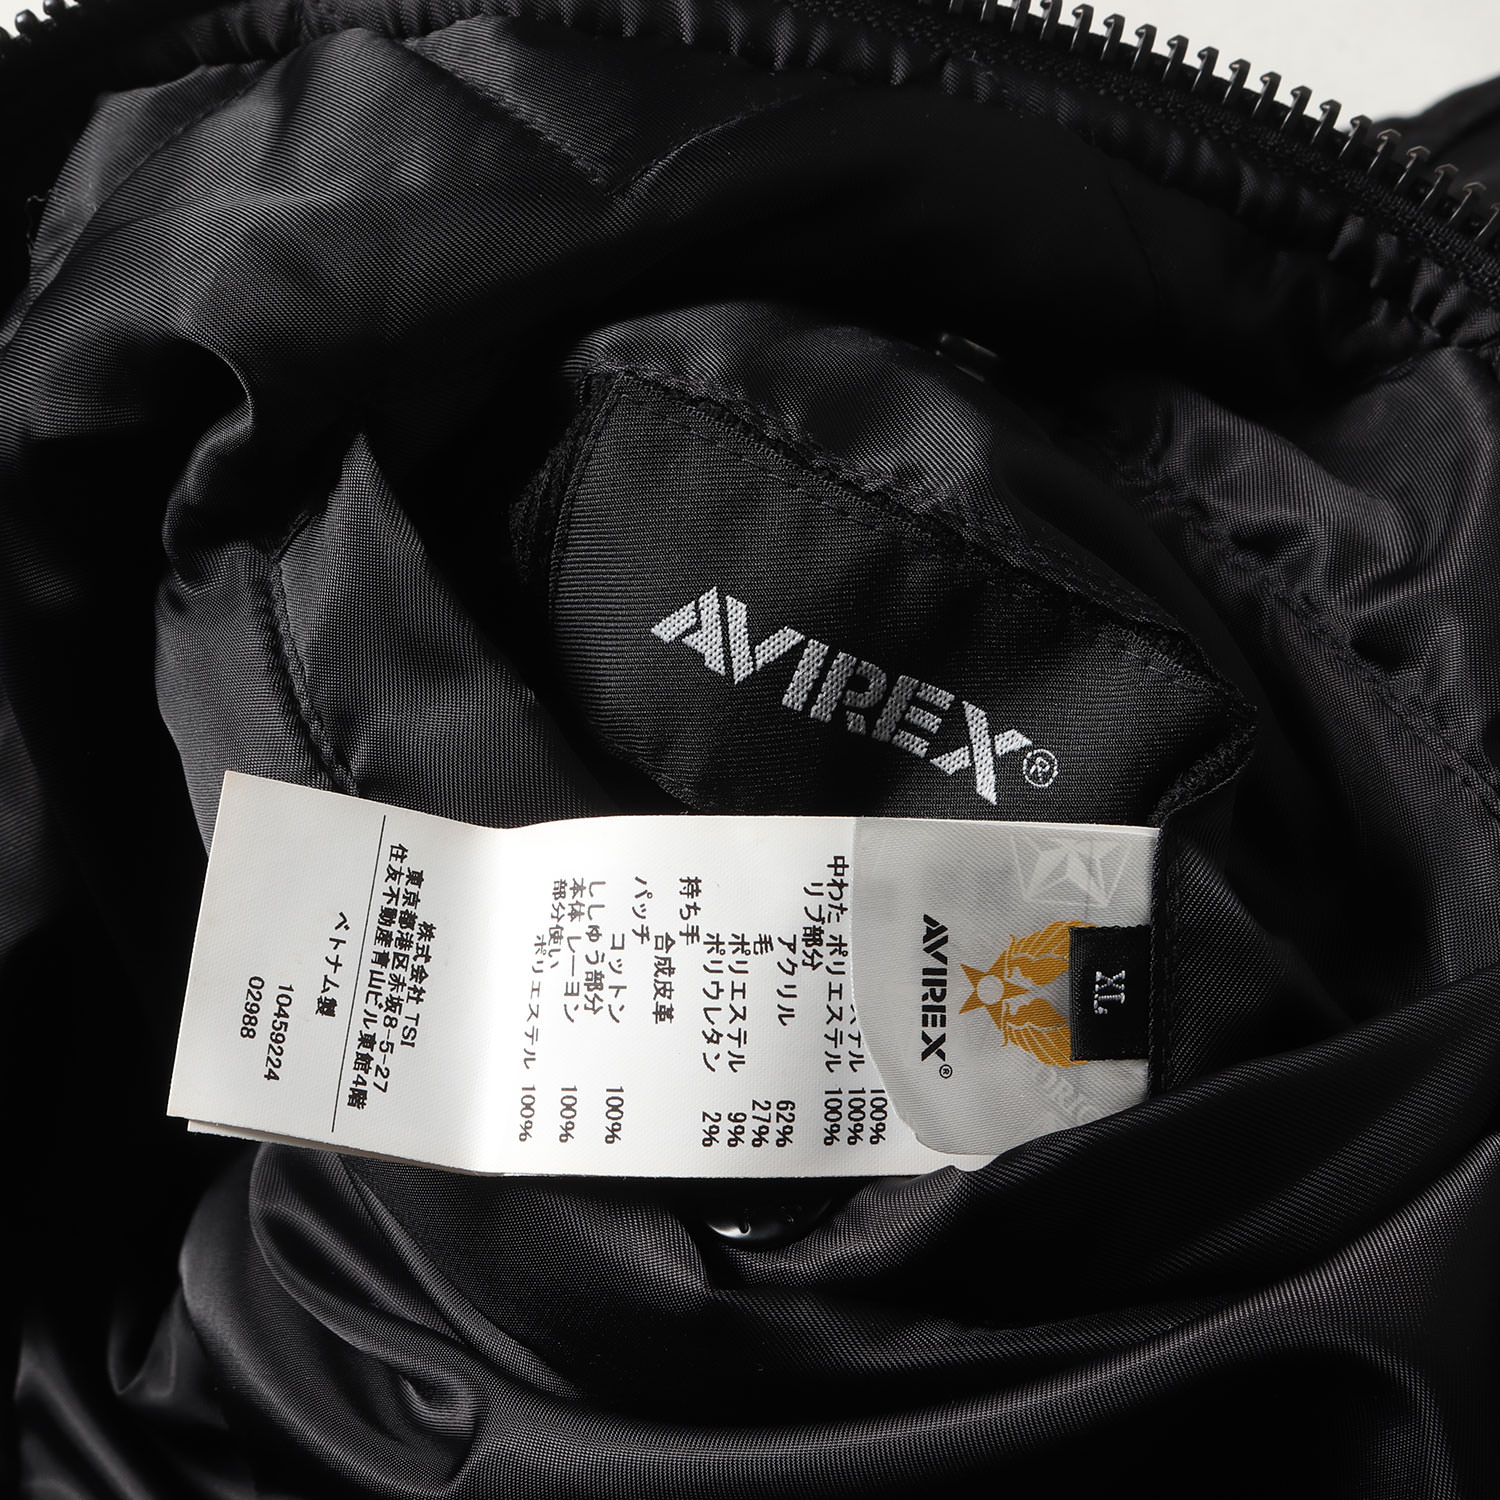 AVIREX®
XL
AVIREX®
100%
ステル 100%
中わた ポリエステル 100%
リブ部分
アクリル 62%
毛 27%
ポリエステル 9%
ポリウレタン 2%
持ち手
合成皮革
パッチ
コットン 100%
ししゅう部分
本体 レーヨン 100%
部分使い
ポリエステル 100%
株式会社 TSI
東京都港区赤坂8-5-27
住友不動産青山ビル東館4階
ベトナム製
10459224
02988